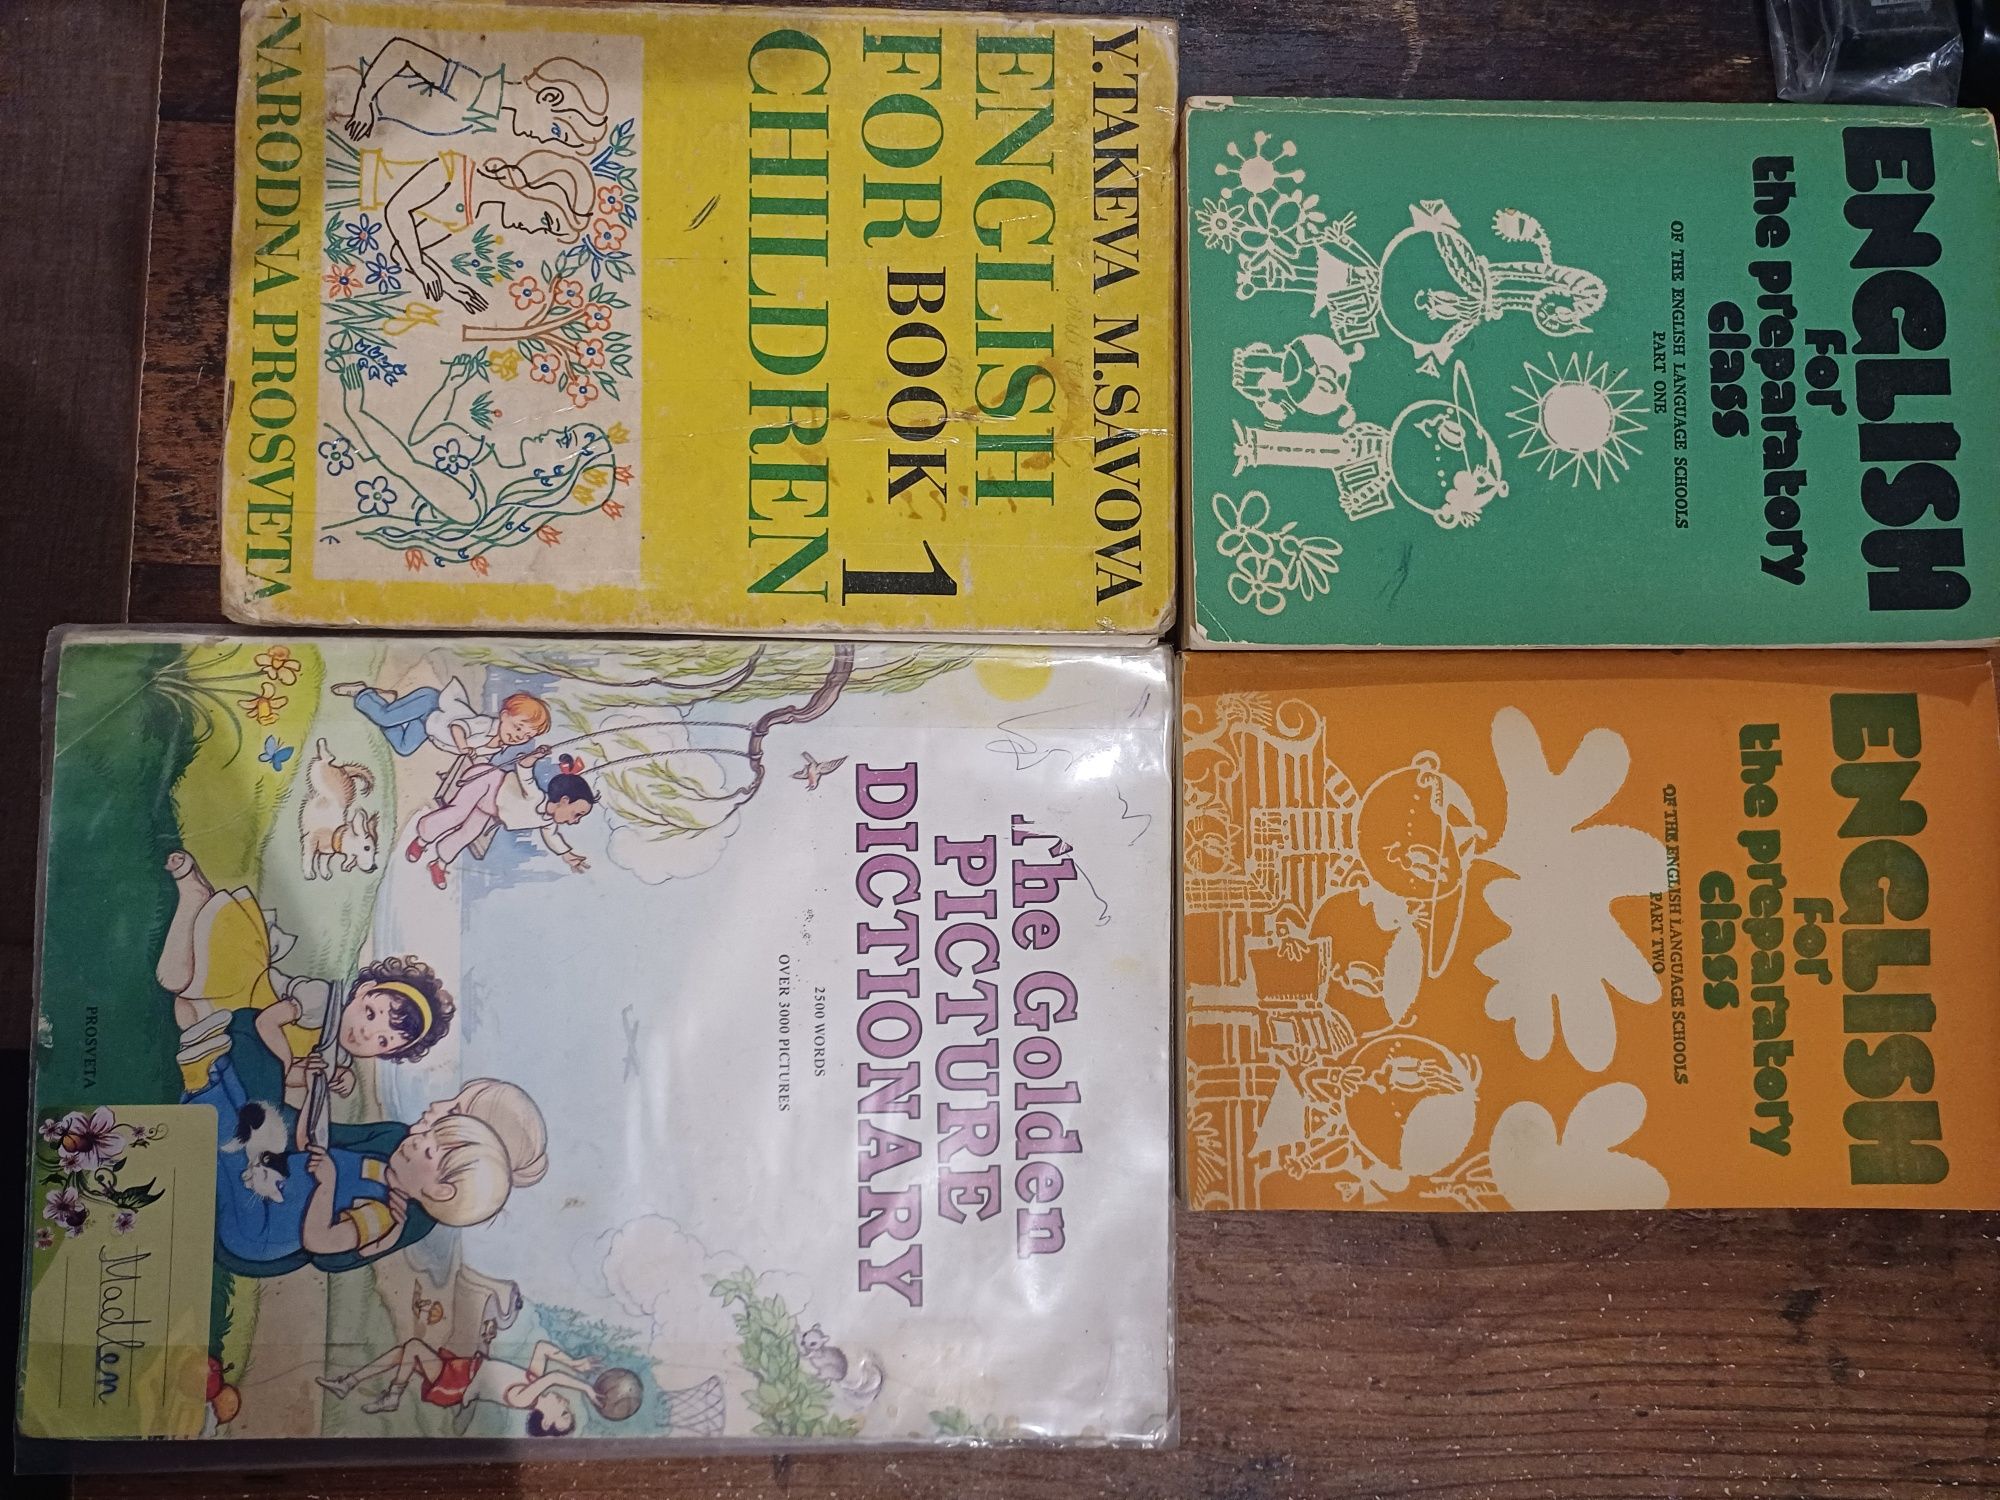 Y.TAKEVA M.SAVOVA
ENGLISH
FOR BOOK 1
CHILDREN
NARODNA PROSVETA
ENGLISH
for
the preparatory
class
OF THE ENGLISH LANGUAGE SCHOOLS
PART ONE
The Golden
PICTURE
DICTIONARY
2500 WORDS
OVER 3000 PICTURES
PROSVETA
Madlen
ENGLISH
for
the preparatory
class
OF THE ENGLISH LANGUAGE SCHOOLS
PART TWO